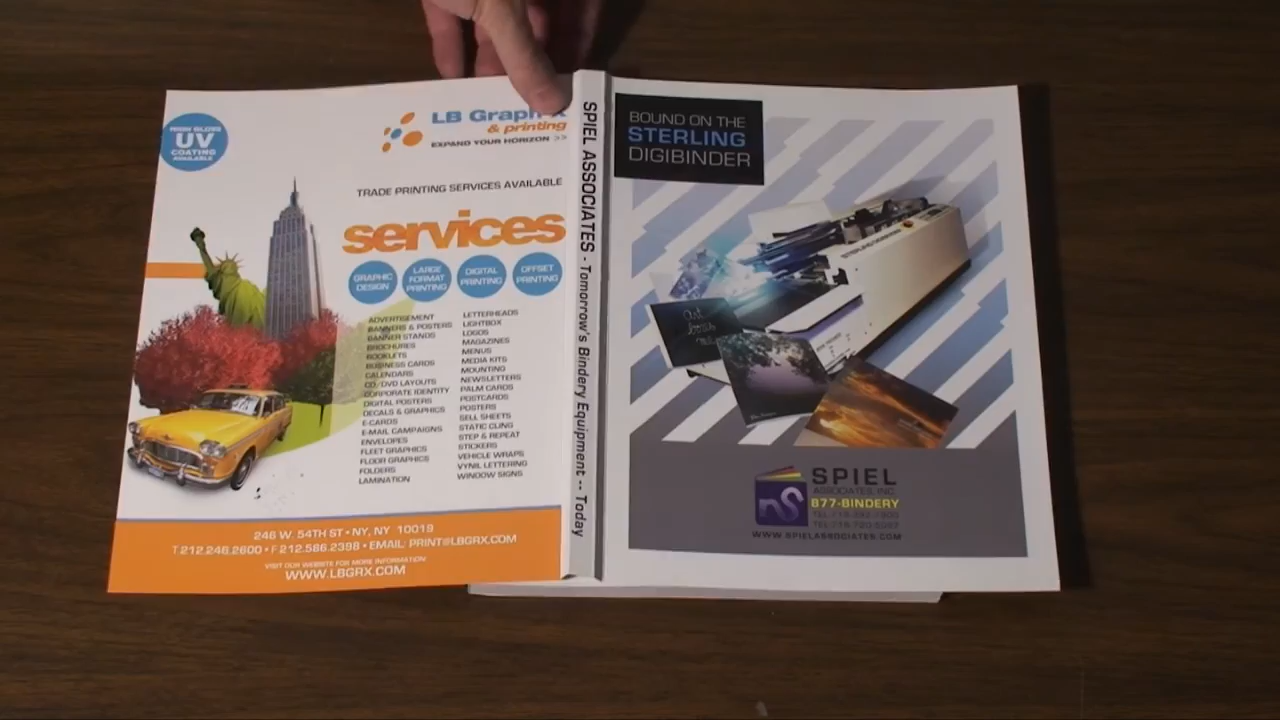 HIGH GLOSS
UV
COATING
AVAILABLE
LB Graph-X
& printing
EXPAND YOUR HORIZON >>
TRADE PRINTING SERVICES AVAILABLE
services
GRAPHIC
DESIGN
LARGE
FORMAT
PRINTING
DIGITAL
PRINTING
OFFSET
PRINTING
ADVERTISEMENT
BANNERS & POSTERS
BANNER STANDS
BROCHURES
BOOKLETS
BUSINESS CARDS
CALENDARS
CD/DVD LAYOUTS
CORPORATE IDENTITY
DIGITAL POSTERS
DECALS & GRAPHICS
E-CARDS
E-MAIL CAMPAIGNS
ENVELOPES
FLEET GRAPHICS
FLOOR GRAPHICS
FOLDERS
LAMINATION
LETTERHEADS
LIGHTBOX
LOGOS
MAGAZINES
MENUS
MEDIA KITS
MOUNTING
NEWSLETTERS
PALM CARDS
POSTCARDS
POSTERS
SELL SHEETS
STATIC CLING
STEP & REPEAT
STICKERS
VEHICLE WRAPS
VYNIL LETTERING
WINDOW SIGNS
246 W. 54TH ST • NY, NY 10019
T.212.246.2600 • F.212.586.2398 • EMAIL: PRINT@LBGRX.COM
VISIT OUR WEBSITE FOR MORE INFORMATION
WWW.LBGRX.COM
SPIEL ASSOCIATES - Tomorrow's Bindery Equipment -- Today
BOUND ON THE
STERLING
DIGIBINDER
nS
SPIEL
ASSOCIATES INC.
877-BINDERY
WWW.SPIELASSOCIATES.COM